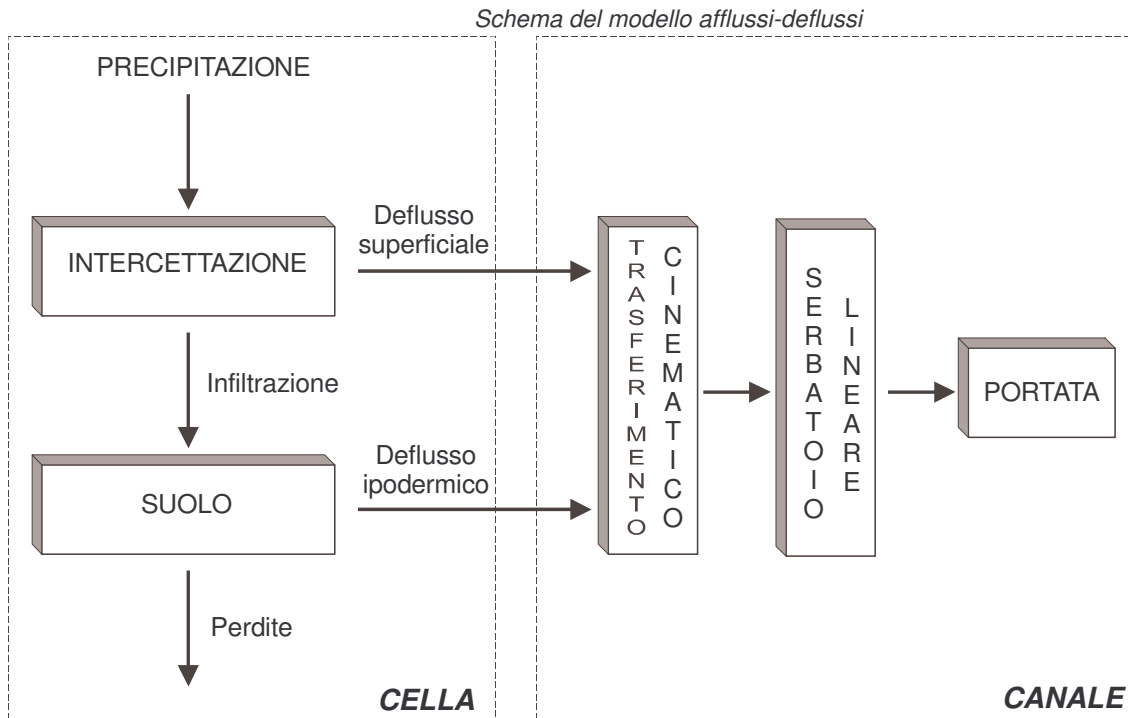 Schema del modello afflussi-deflussi
PRECIPITAZIONE
Deflusso
superficiale
INTERCETTAZIONE
Infiltrazione
Deflusso
ipodermico
SUOLO
Perdite
CELLA
TRASFERIMENTO
CINEMATICO
SERBATOIO
LINEARE
PORTATA
CANALE